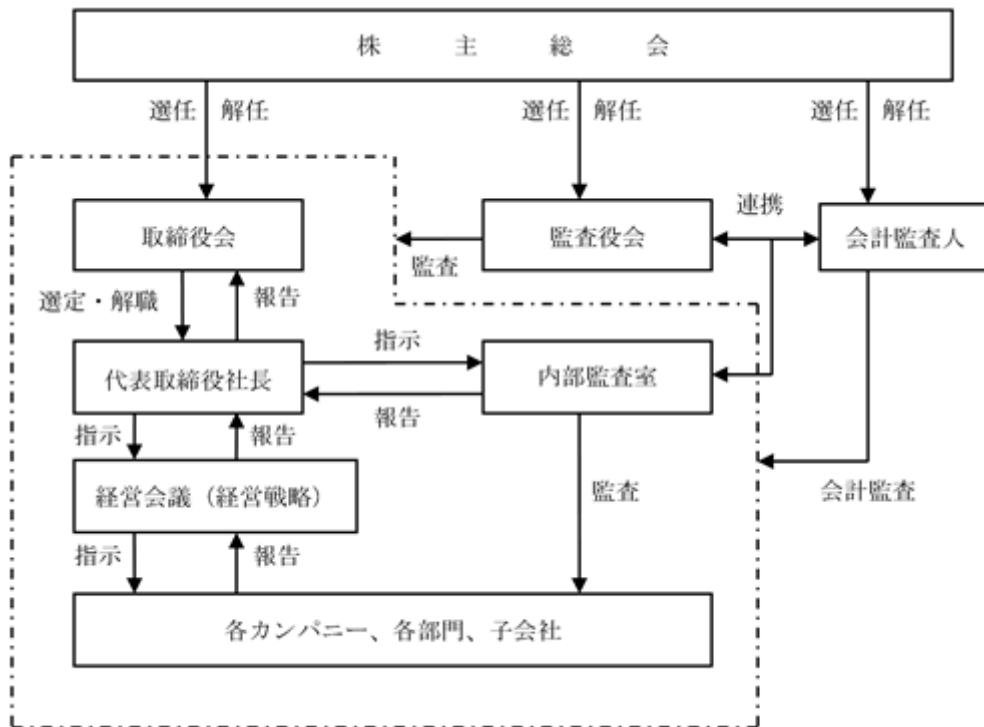 株主総会
選任 解任 選任 解任 選任 解任
連携
取締役会 監査役会 会計監査人
監査
選定・解職 報告
指示
代表取締役社長 内部監査室
報告
指示 報告
監査 会計監査
経営会議（経営戦略）
指示 報告
各カンパニー、各部門、子会社